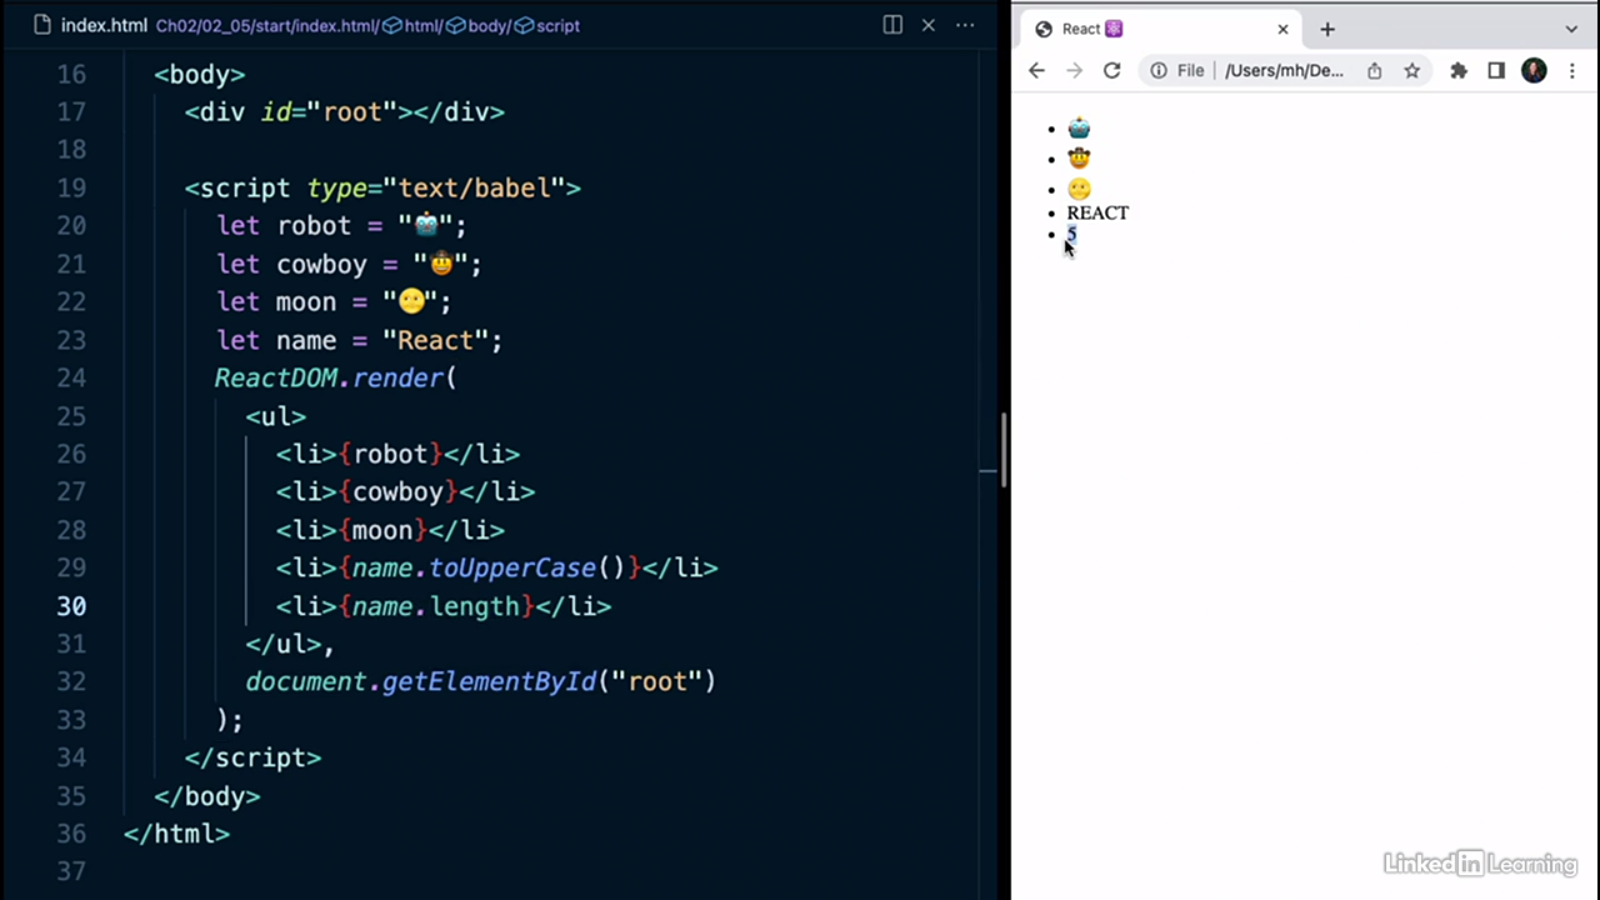 index.html Ch02/02_05/start/index.html/html/body/script
16 <body>
17 <div id="root"></div>
18
19 <script type="text/babel">
20 let robot = "🤖";
21 let cowboy = "🤠";
22 let moon = "🌝";
23 let name = "React";
24 ReactDOM.render(
25 <ul>
26 <li>{robot}</li>
27 <li>{cowboy}</li>
28 <li>{moon}</li>
29 <li>{name.toUpperCase()}</li>
30 <li>{name.length}</li>
31 </ul>,
32 document.getElementById("root")
33 );
34 </script>
35 </body>
36 </html>
37
React ⚛️
File | /Users/mh/De...
• 🤖
• 🤠
• 🌝
• REACT
• 5
LinkedIn Learning